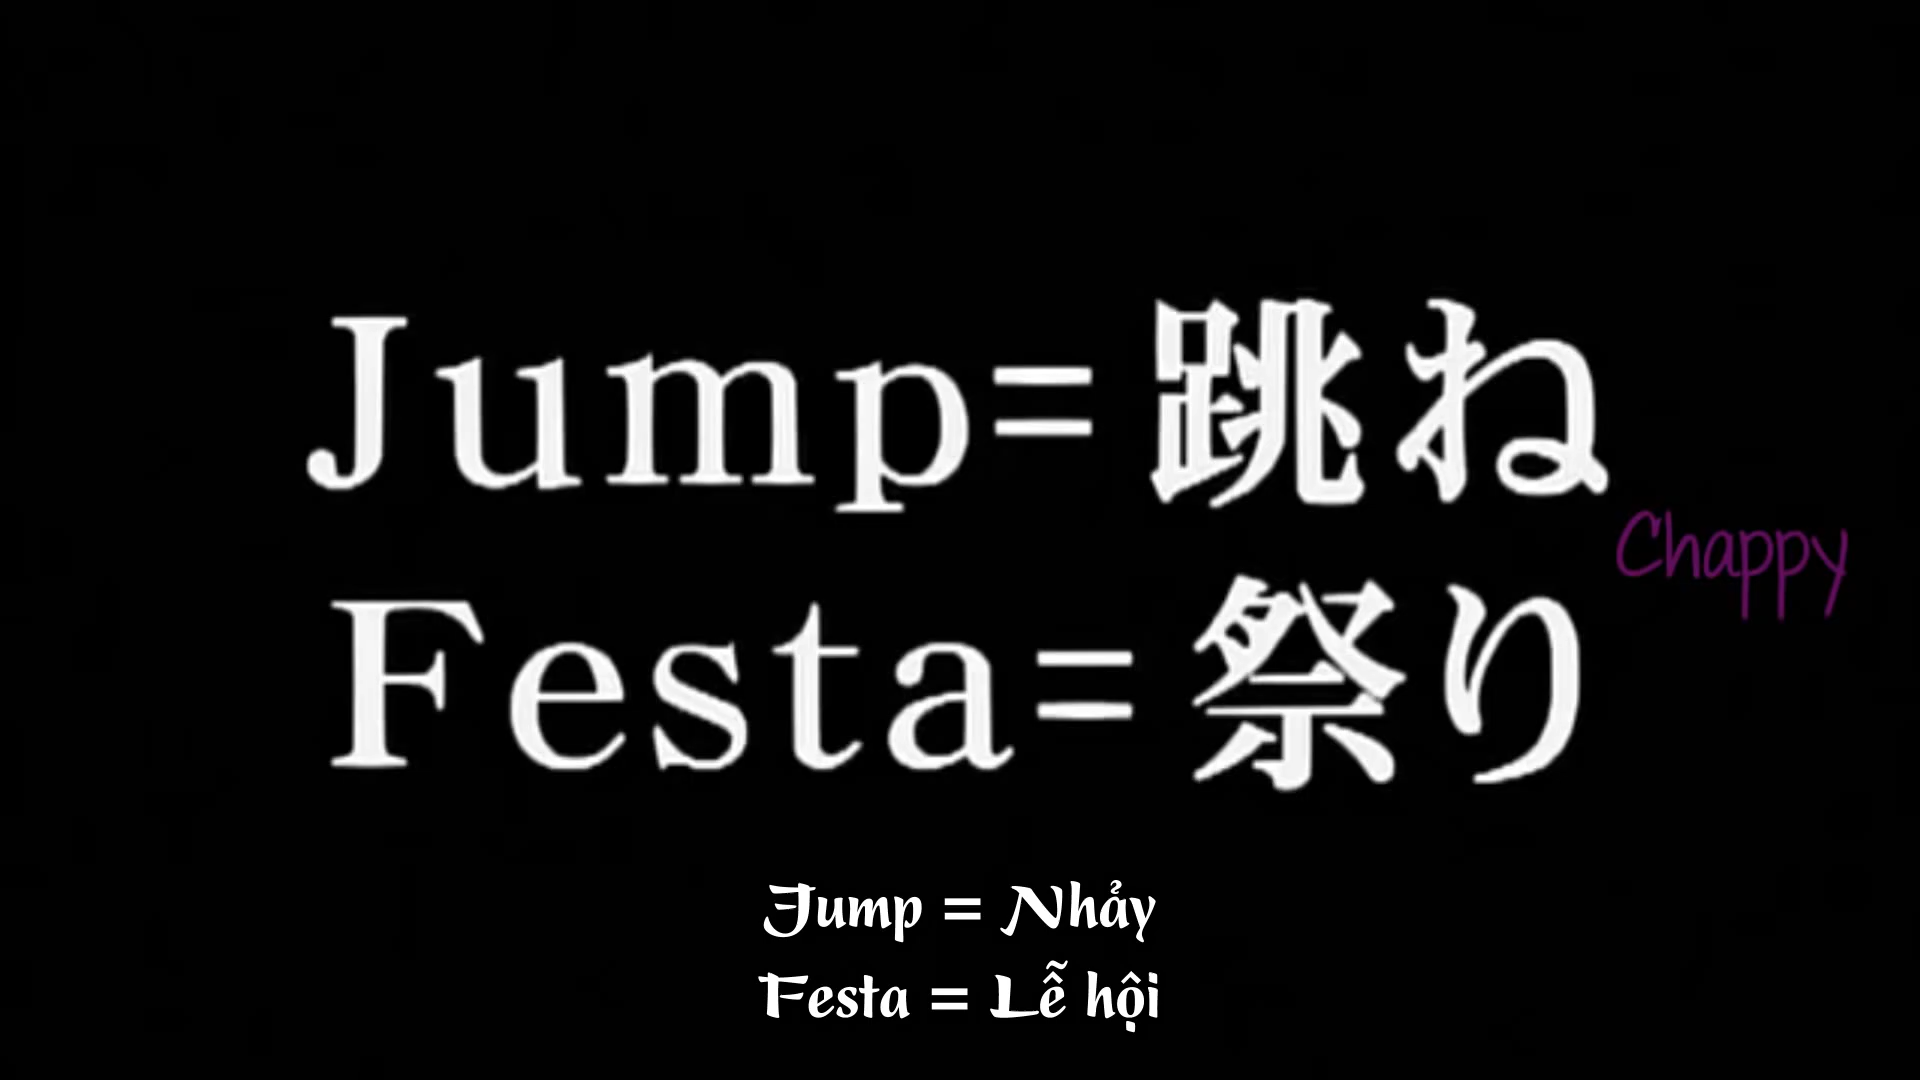 Jump=跳ね
Chappy
Festa=祭り
Jump = Nhảy
Festa = Lễ hội